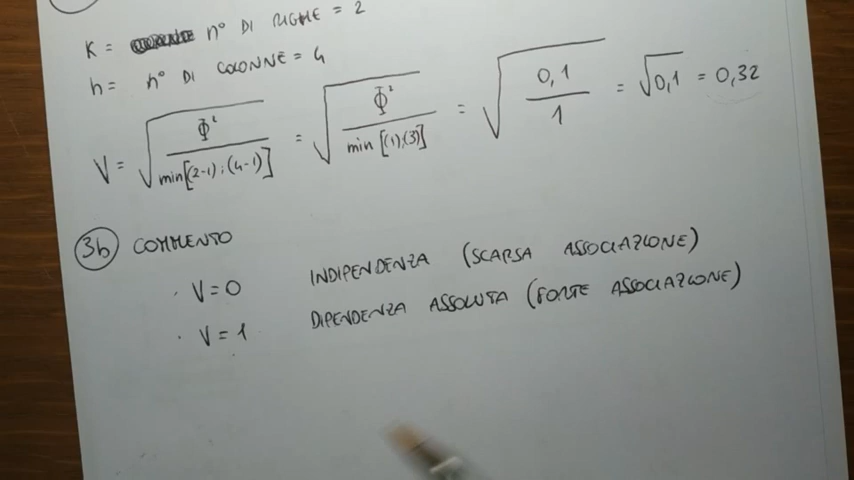 K = n° DI RIGHE = 2
h = n° DI COLONNE = 4
V = √(Φ² / min[(2-1);(4-1)]) = √(Φ² / min[(1);(3)]) = √(0,1 / 1) = √0,1 = 0,32
3b COMMENTO
· V=0 INDIPENDENZA (SCARSA ASSOCIAZIONE)
· V=1 DIPENDENZA ASSOLUTA (FORTE ASSOCIAZIONE)